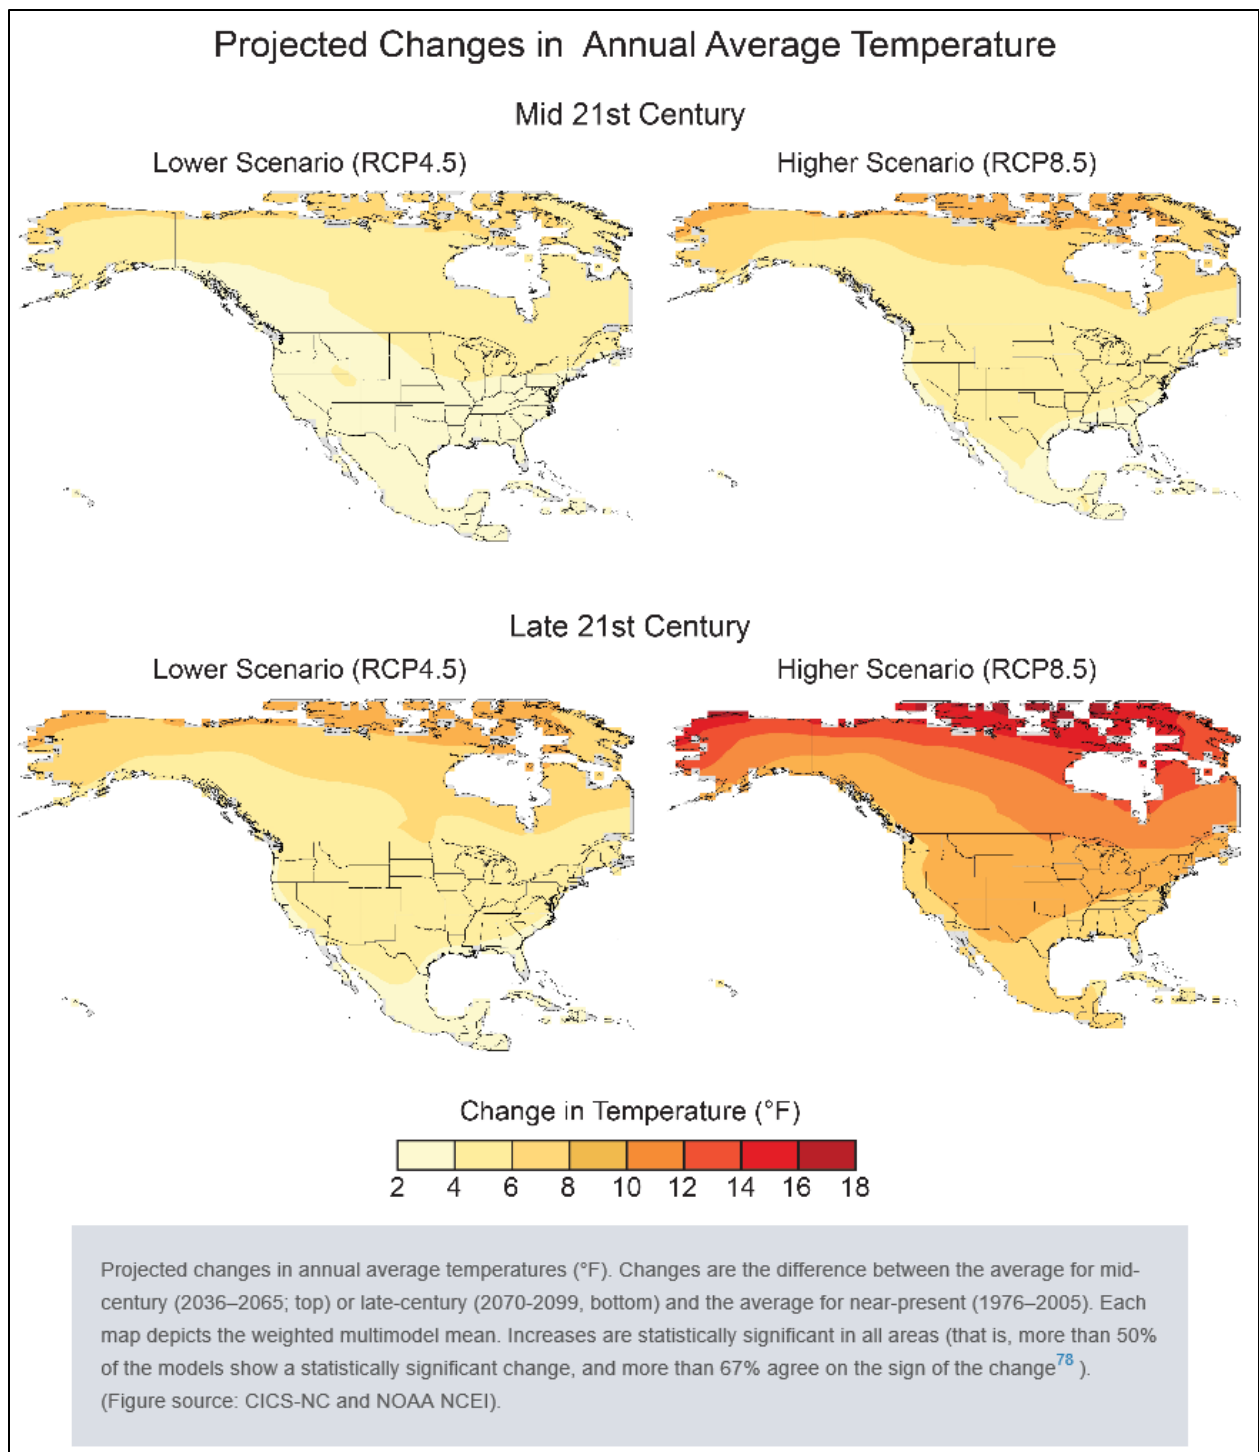 Projected Changes in Annual Average Temperature
Mid 21st Century
Lower Scenario (RCP4.5)
Higher Scenario (RCP8.5)
Late 21st Century
Lower Scenario (RCP4.5)
Higher Scenario (RCP8.5)
Change in Temperature (°F)
2 4 6 8 10 12 14 16 18
Projected changes in annual average temperatures (°F). Changes are the difference between the average for mid-
century (2036–2065; top) or late-century (2070-2099, bottom) and the average for near-present (1976–2005). Each
map depicts the weighted multimodel mean. Increases are statistically significant in all areas (that is, more than 50%
of the models show a statistically significant change, and more than 67% agree on the sign of the change78 ).
(Figure source: CICS-NC and NOAA NCEI).